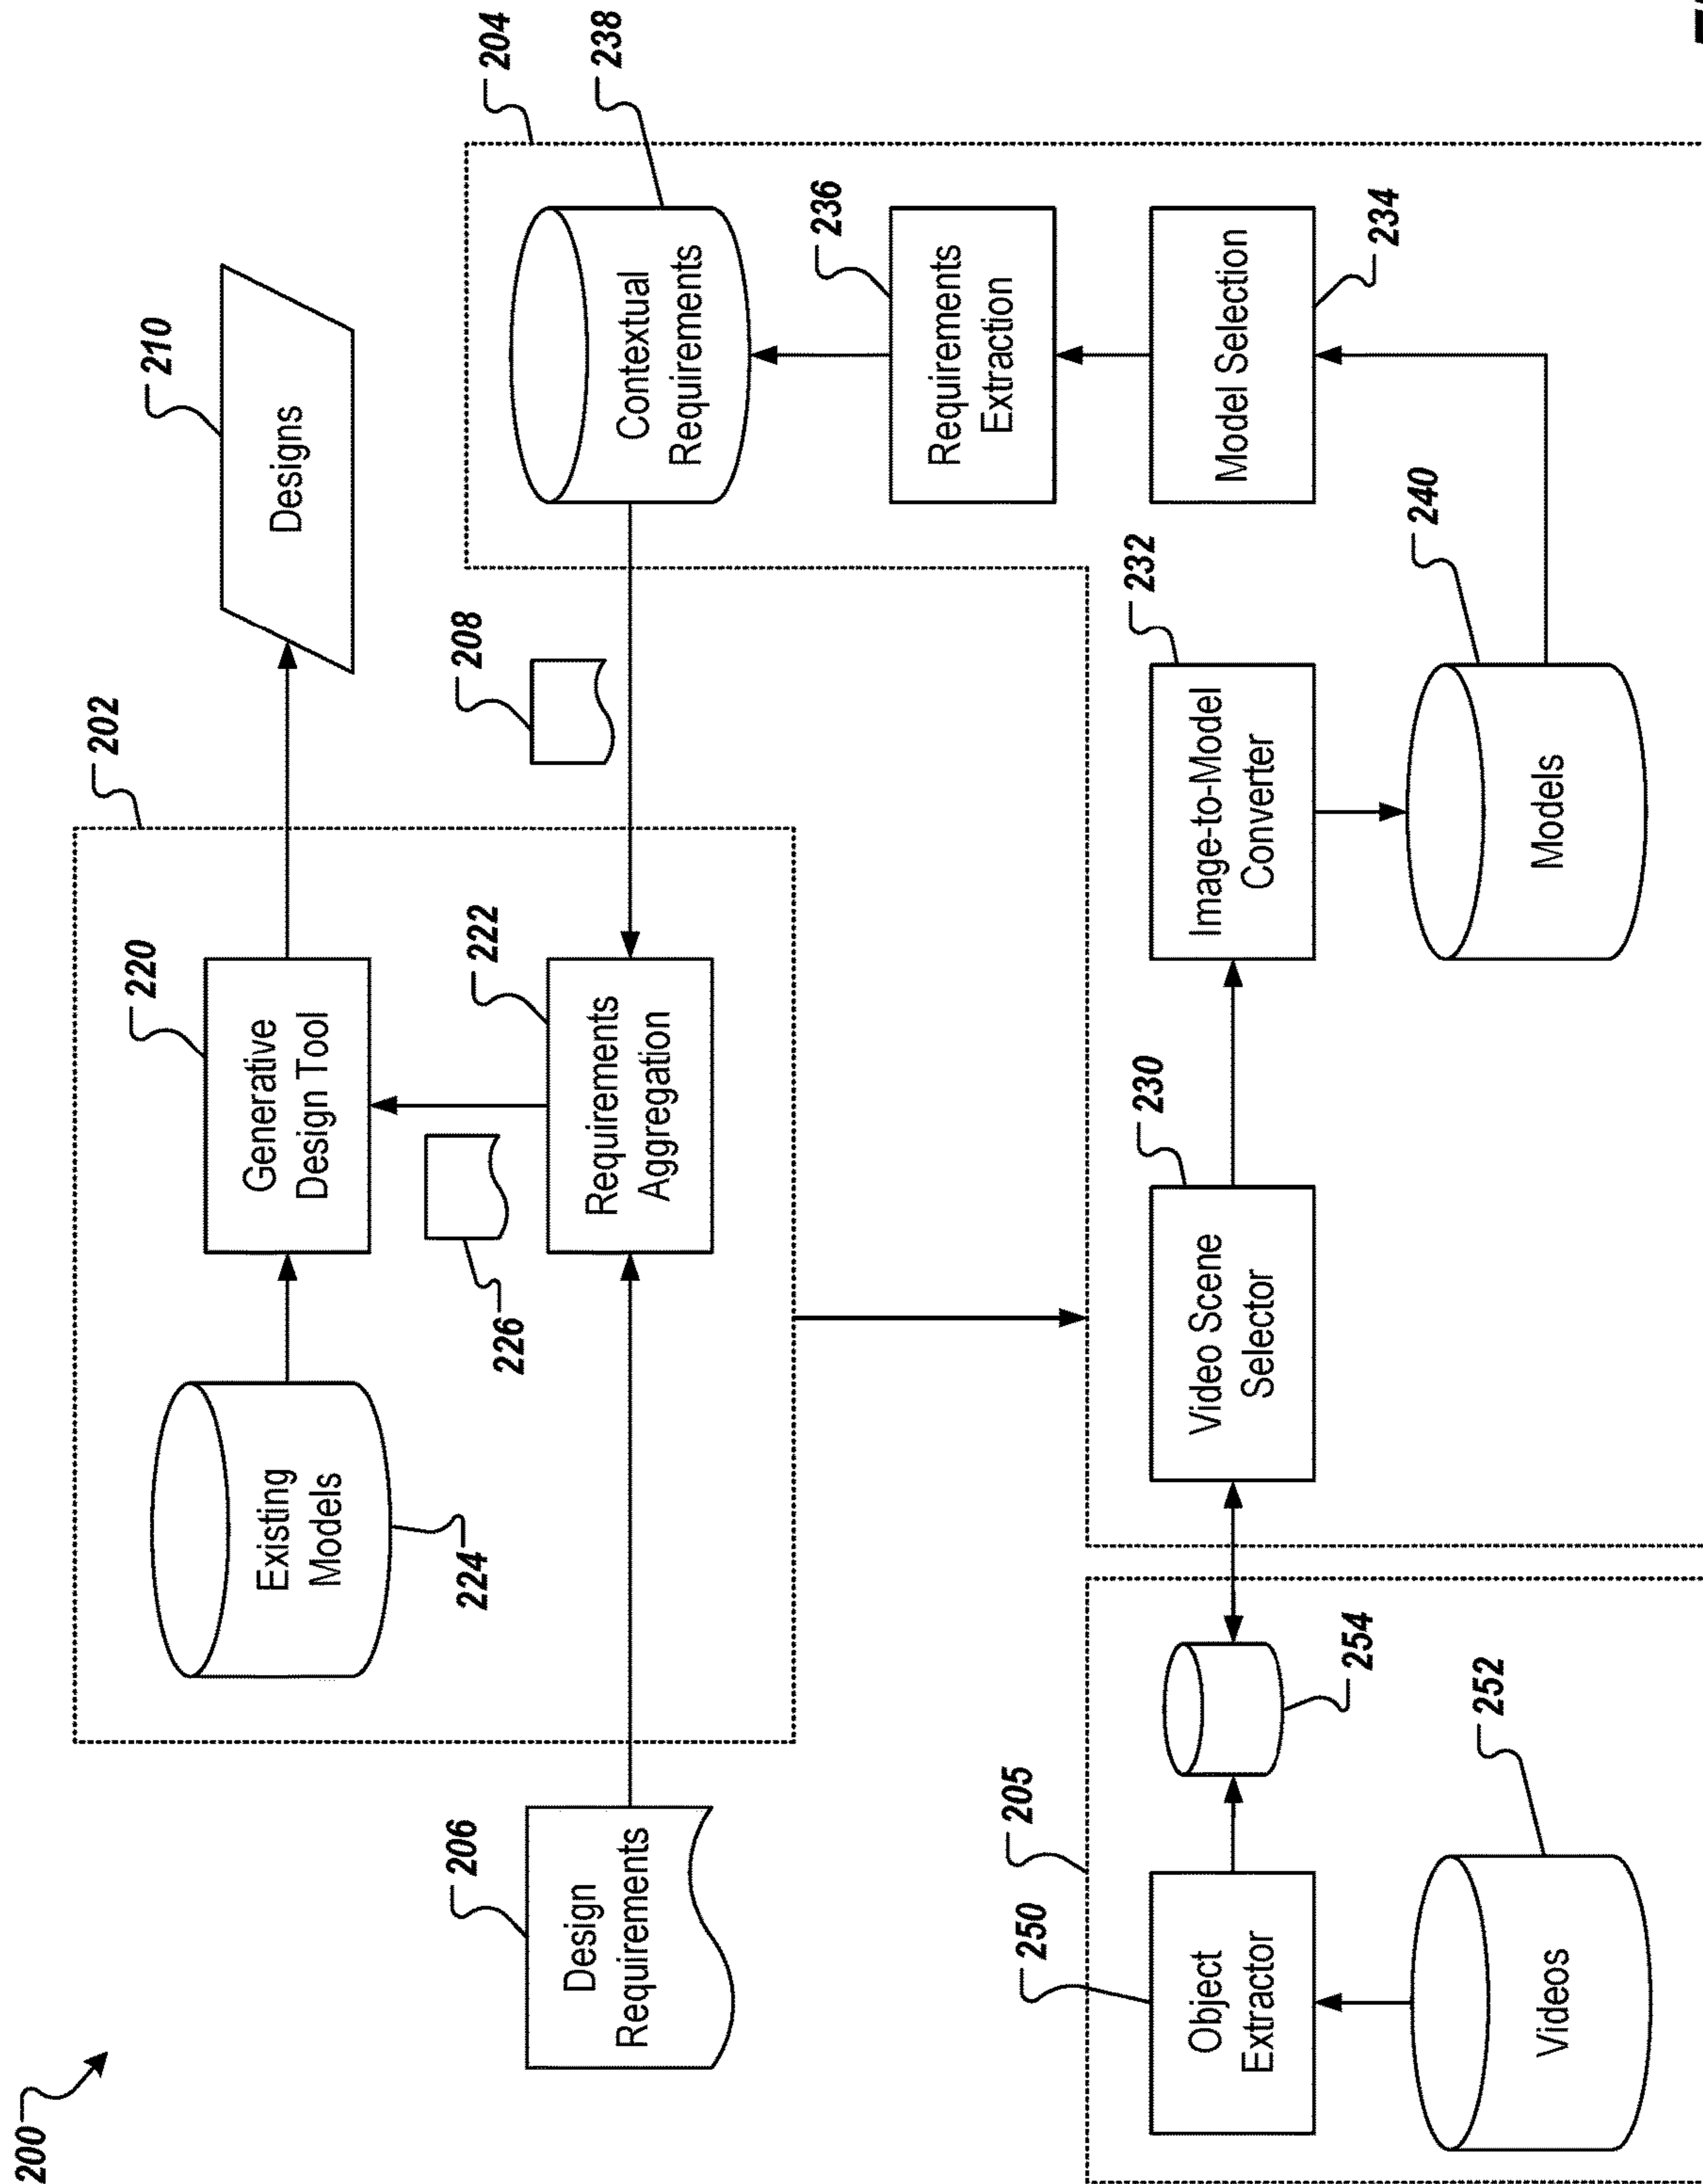 200
202
210
220
Existing
Models
Generative
Design Tool
Designs
224
226
222
208
204
206
Design
Requirements
Requirements
Aggregation
238
Contextual
Requirements
236
Requirements
Extraction
205
250
Object
Extractor
254
230
Video Scene
Selector
232
Image-to-Model
Converter
Model Selection
234
252
Videos
240
Models